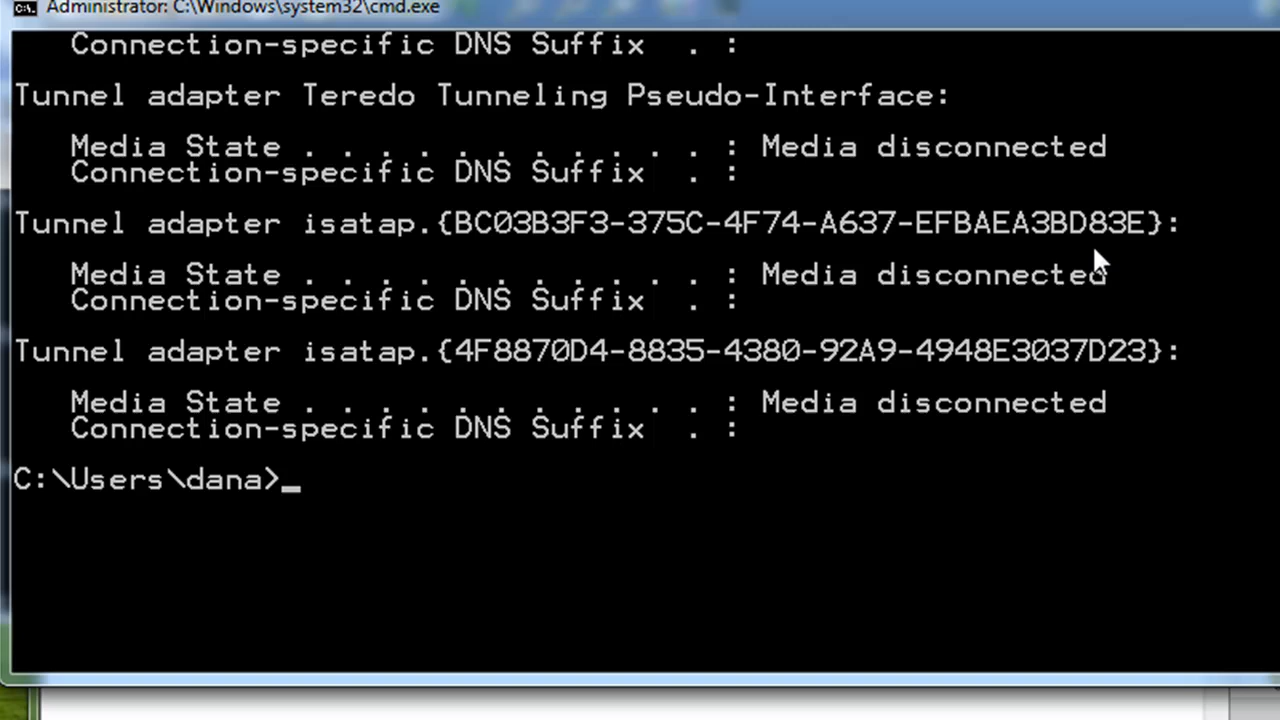 Administrator: C:\Windows\system32\cmd.exe
Connection-specific DNS Suffix  . :
Tunnel adapter Teredo Tunneling Pseudo-Interface:
Media State . . . . . . . . . . . : Media disconnected
Connection-specific DNS Suffix  . :
Tunnel adapter isatap.{BC03B3F3-375C-4F74-A637-EFBAEA3BD83E}:
Media State . . . . . . . . . . . : Media disconnected
Connection-specific DNS Suffix  . :
Tunnel adapter isatap.{4F8870D4-8835-4380-92A9-4948E3037D23}:
Media State . . . . . . . . . . . : Media disconnected
Connection-specific DNS Suffix  . :
C:\Users\dana>_